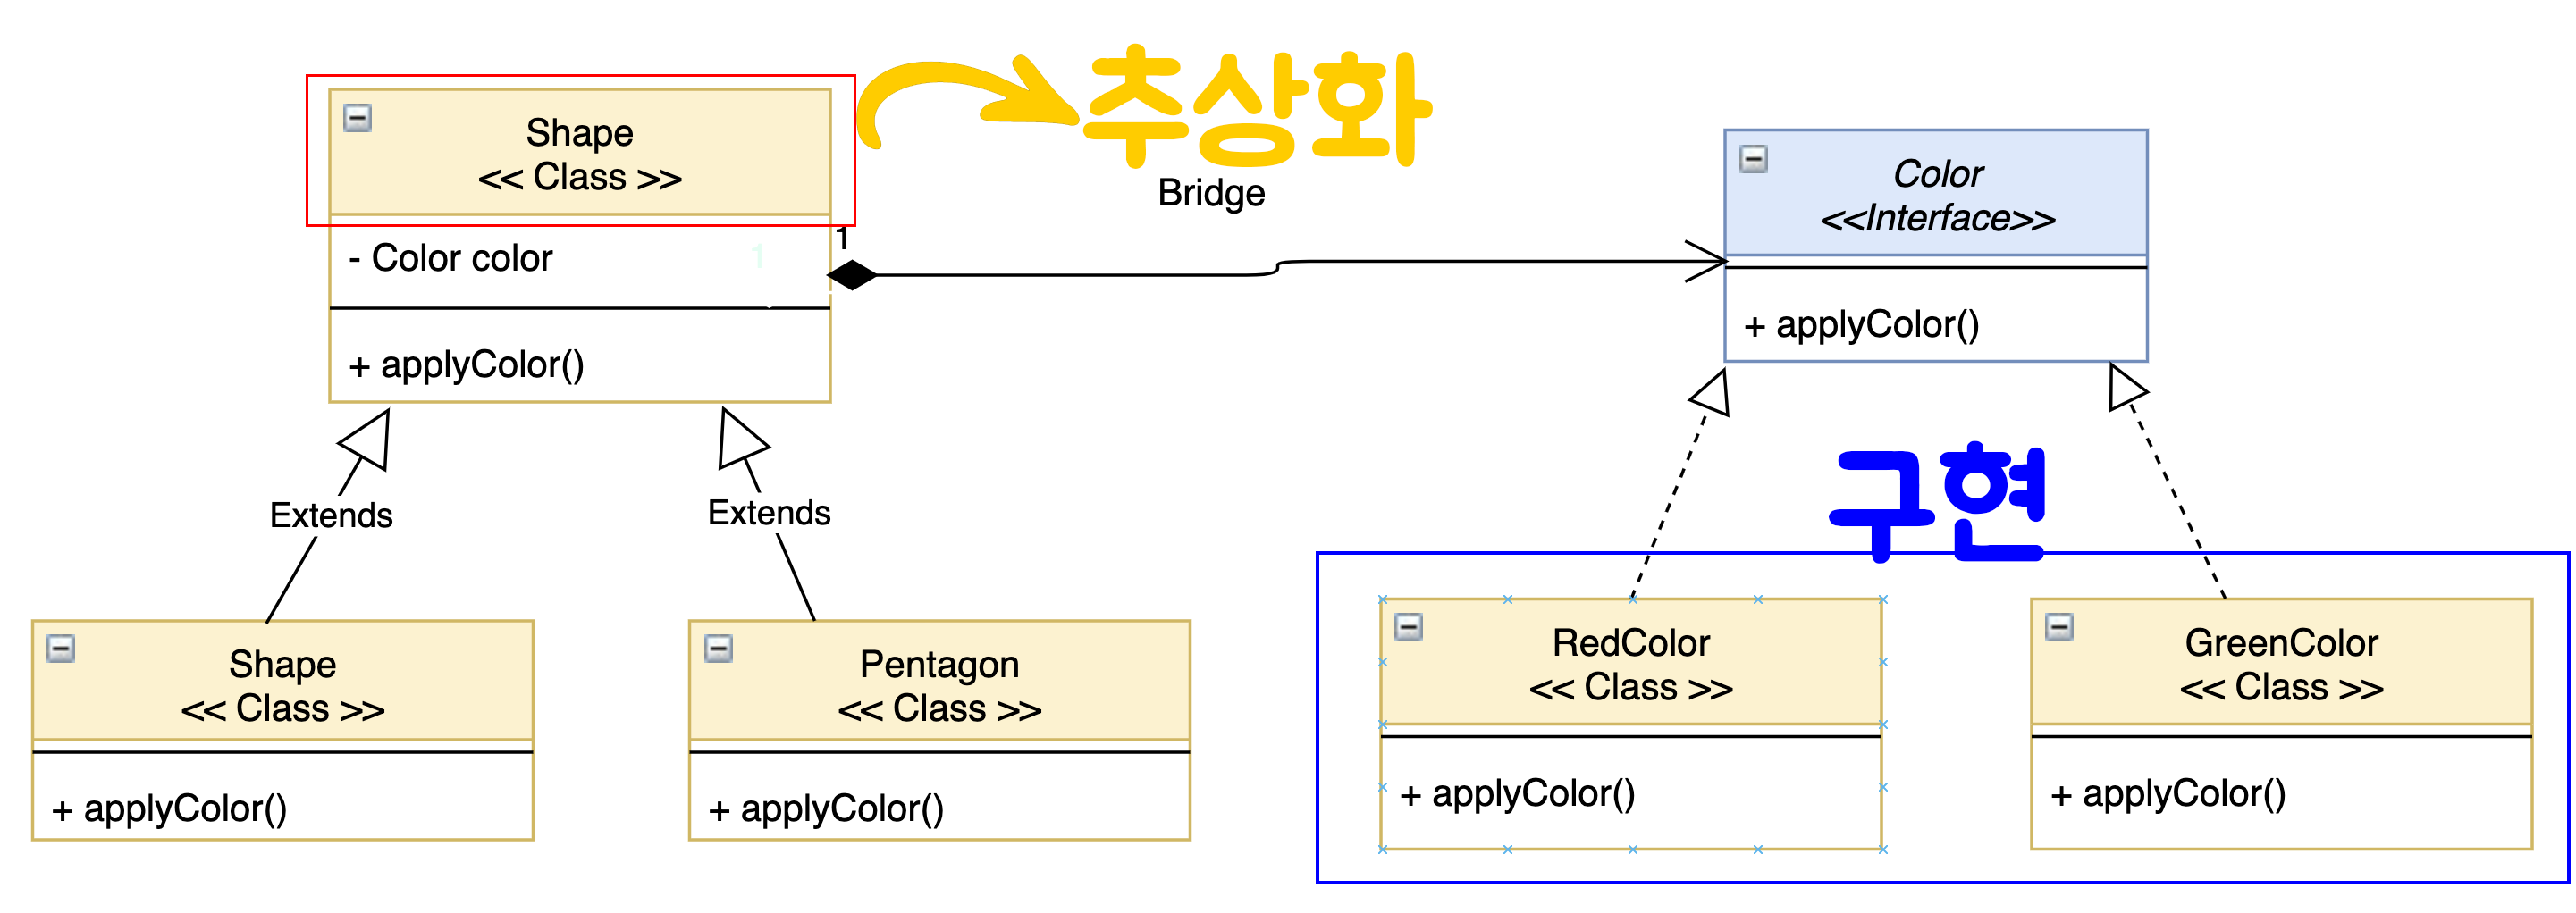 추상화
Shape
<< Class >>
Bridge
Color
<<Interface>>
1
- Color color
1
+ applyColor()
+ applyColor()
구현
Extends
Extends
Shape
<< Class >>
Pentagon
<< Class >>
RedColor
<< Class >>
GreenColor
<< Class >>
+ applyColor()
+ applyColor()
+ applyColor()
+ applyColor()